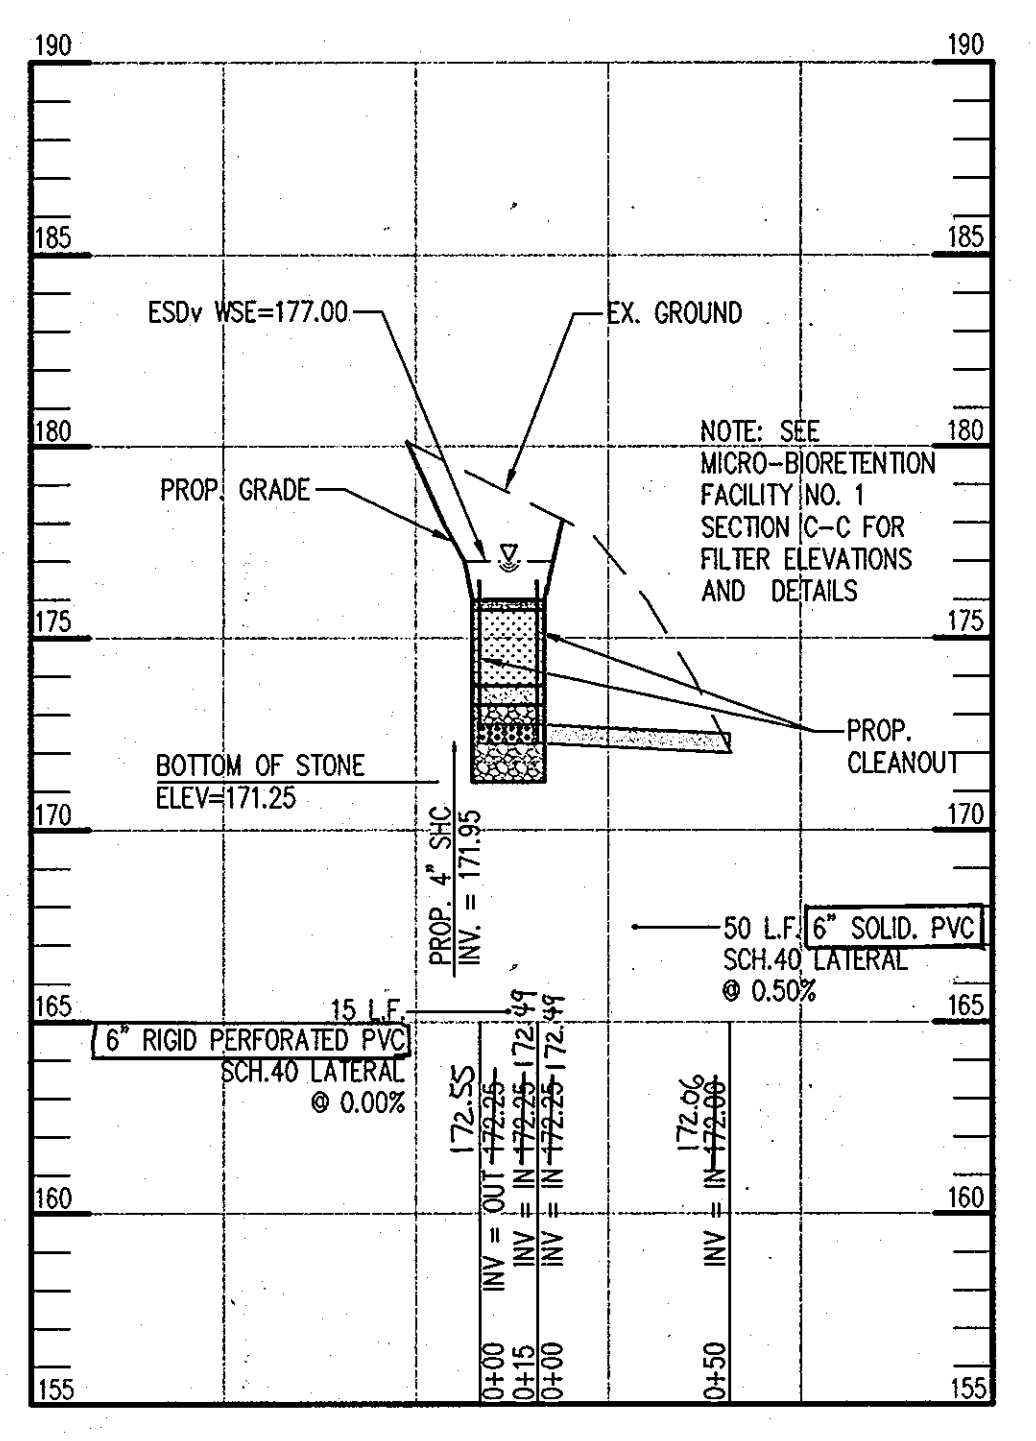 190 190
185 185
ESDv WSE=177.00
EX. GROUND
180 180
NOTE: SEE
MICRO-BIORETENTION
FACILITY NO. 1
SECTION C-C FOR
FILTER ELEVATIONS
AND DETAILS
PROP. GRADE
175 175
PROP.
CLEANOUT
BOTTOM OF STONE
ELEV=171.25
170 170
PROP. 4" SHC
INV. = 171.95
50 L.F. 6" SOLID. PVC
SCH.40 LATERAL
@ 0.50%
165 165
15 L.F.
6" RIGID PERFORATED PVC
SCH.40 LATERAL
@ 0.00%
172.55
INV = OUT 172.25
INV = IN 172.25 172.49
INV = IN 172.25 172.49
172.06
INV = IN 172.00
160 160
0+00
0+15
0+00
0+50
155 155